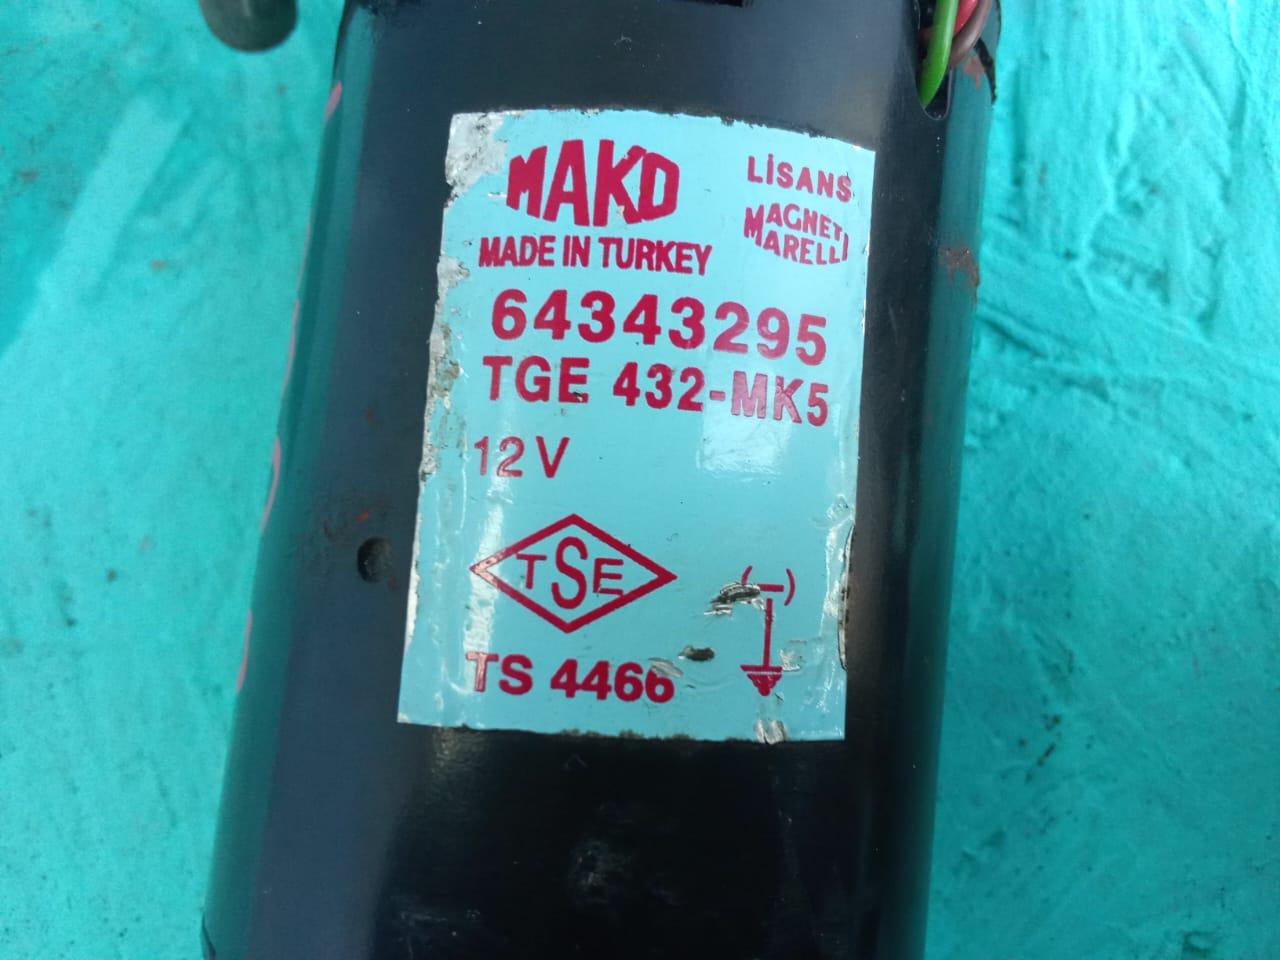 MAKO
MADE IN TURKEY
LİSANS
MAGNETI
MARELLI
64343295
TGE 432-MK5
12V
TSE
TS 4466